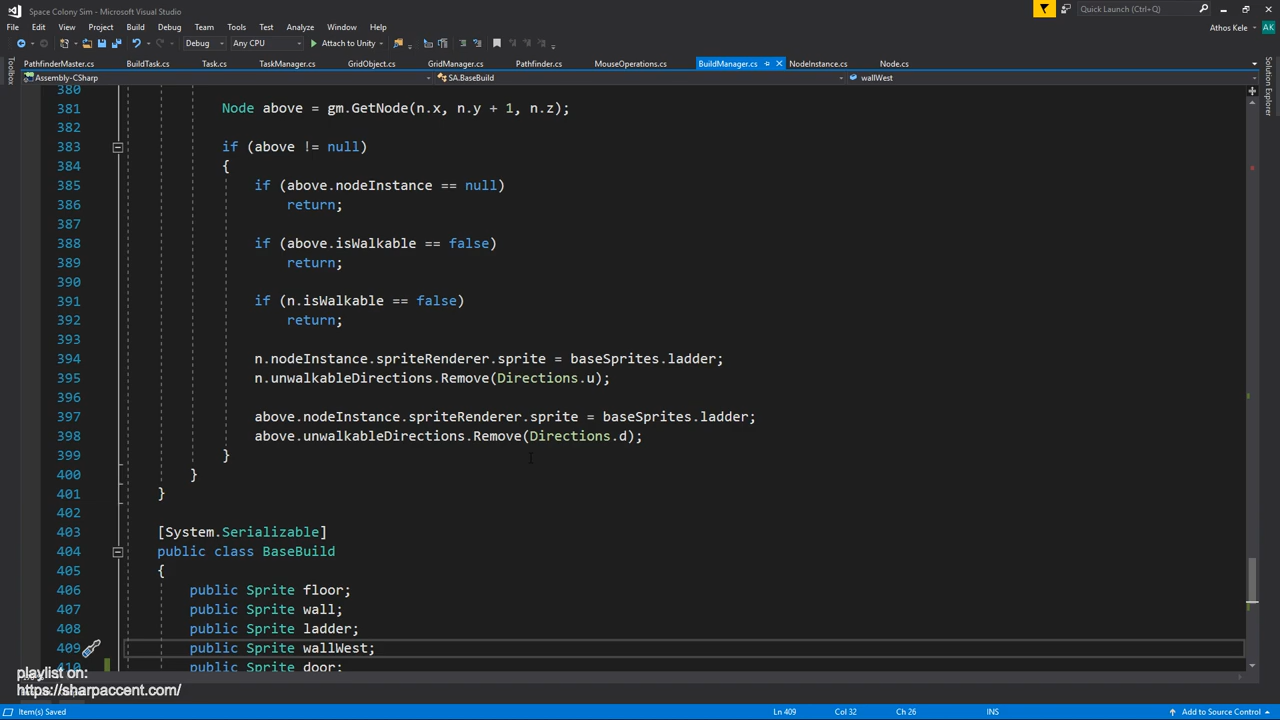 Space Colony Sim - Microsoft Visual Studio
Quick Launch (Ctrl+Q)
File Edit View Project Build Debug Team Tools Test Analyze Window Help
Athos Kele
AK
Debug Any CPU Attach to Unity
Toolbox
PathfinderMaster.cs BuildTask.cs Task.cs TaskManager.cs GridObject.cs GridManager.cs Pathfinder.cs MouseOperations.cs BuildManager.cs NodeInstance.cs Node.cs
Solution Explorer
Assembly-CSharp SA.BaseBuild wallWest
380
381 Node above = gm.GetNode(n.x, n.y + 1, n.z);
382
383 if (above != null)
384 {
385 if (above.nodeInstance == null)
386 return;
387
388 if (above.isWalkable == false)
389 return;
390
391 if (n.isWalkable == false)
392 return;
393
394 n.nodeInstance.spriteRenderer.sprite = baseSprites.ladder;
395 n.unwalkableDirections.Remove(Directions.u);
396
397 above.nodeInstance.spriteRenderer.sprite = baseSprites.ladder;
398 above.unwalkableDirections.Remove(Directions.d);
399 }
400 }
401 }
402
403 [System.Serializable]
404 public class BaseBuild
405 {
406 public Sprite floor;
407 public Sprite wall;
408 public Sprite ladder;
409 public Sprite wallWest;
410 public Sprite door;
playlist on:
https://sharpaccent.com/
Item(s) Saved Ln 409 Col 32 Ch 26 INS Add to Source Control